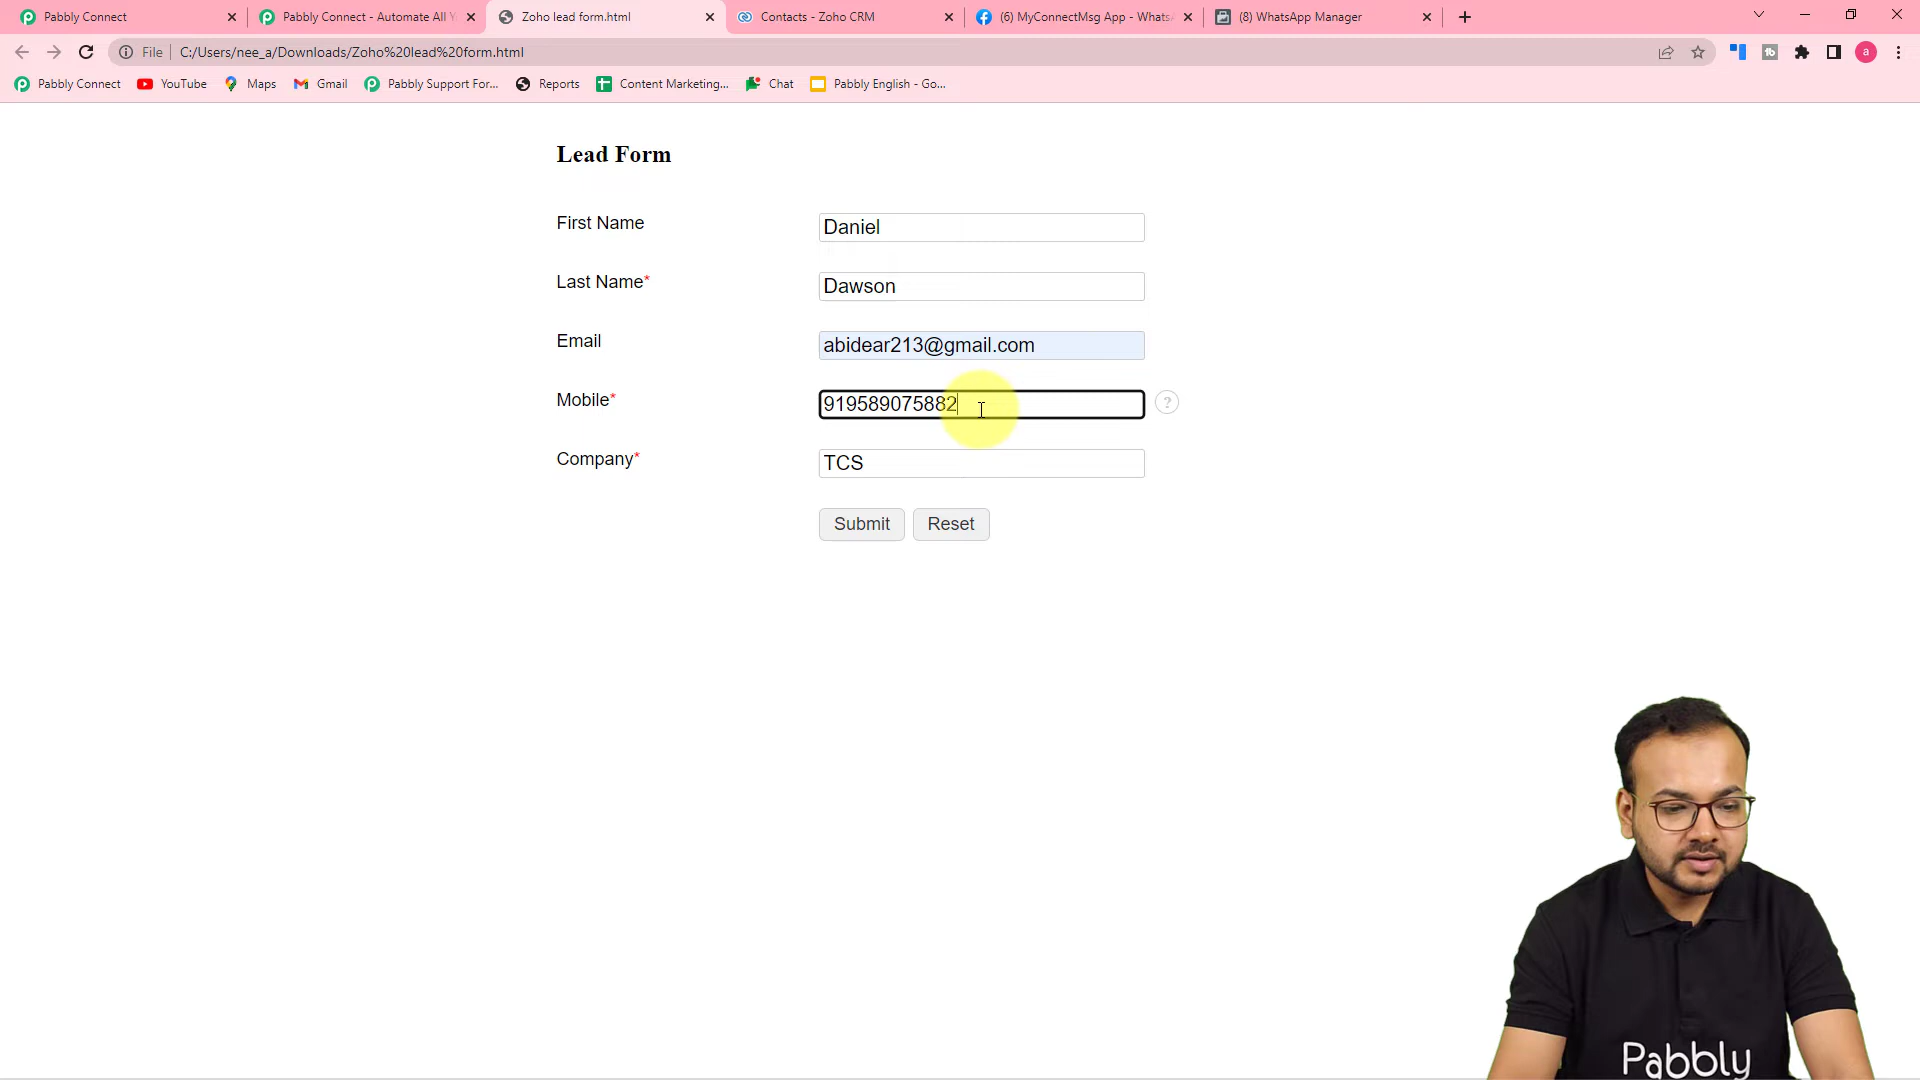 Pabbly Connect
Pabbly Connect - Automate All Y
Zoho lead form.html
Contacts - Zoho CRM
(6) MyConnectMsg App - Whats
(8) WhatsApp Manager
File
C:/Users/nee_a/Downloads/Zoho%20lead%20form.html
a
Pabbly Connect
YouTube
Maps
Gmail
Pabbly Support For...
Reports
Content Marketing...
Chat
Pabbly English - Go...
Lead Form
First Name
Daniel
Last Name*
Dawson
Email
abidear213@gmail.com
Mobile*
919589075882
?
Company*
TCS
Submit
Reset
Pabbly